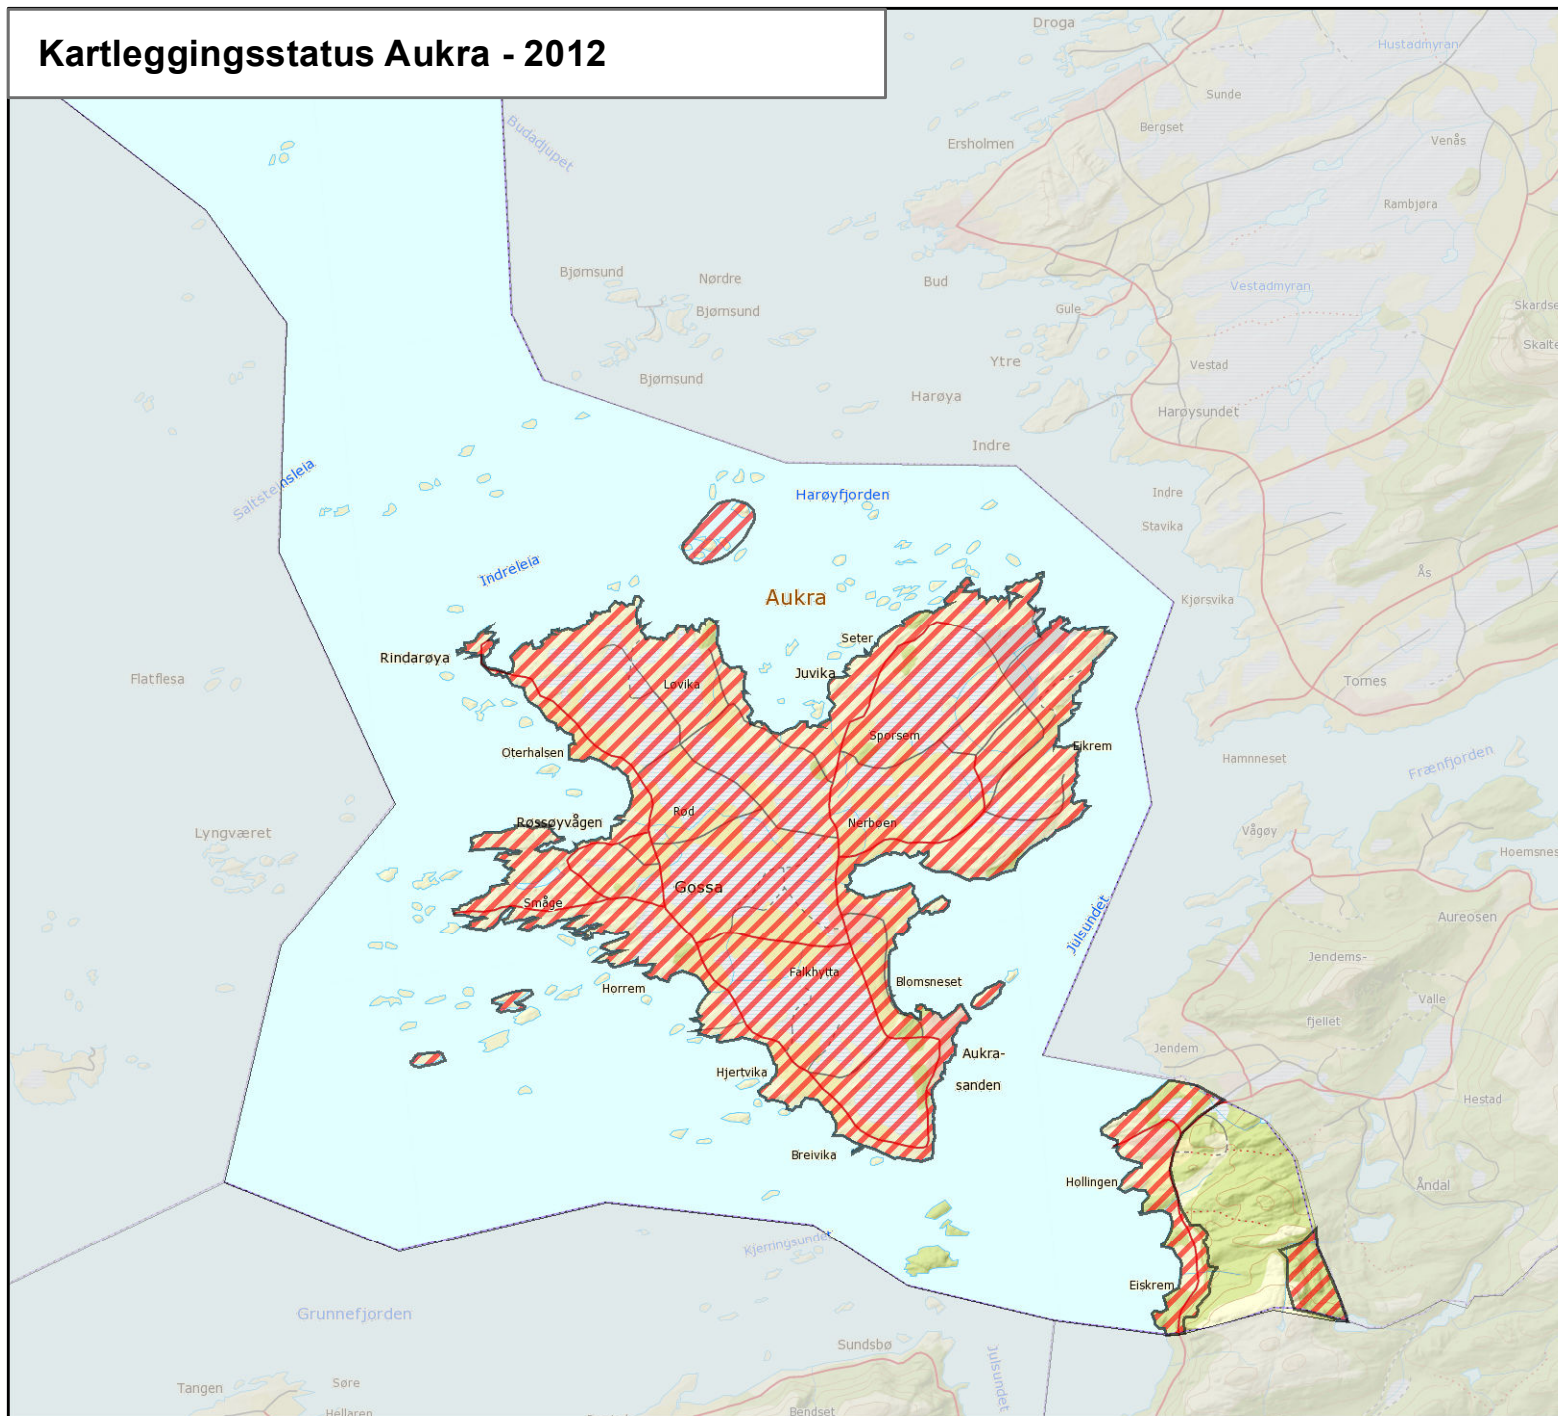 Kartleggingsstatus Aukra - 2012
Droga
Hustadmyran
Sunde
Bergset
Venås
Ersholmen
Budadjupet
Rambjøra
Bjørnsund
Nørdre
Bjørnsund
Bud
Vestadmyran
Gule
Skardse
Skalte
Ytre
Vestad
Bjørnsund
Harøya
Harøysundet
Indre
Saltsteinsleia
Harøyfjorden
Indre
Stavika
Indreleia
Ås
Aukra
Kjørsvika
Seter
Rindarøya
Juvika
Flatflesa
Løvika
Tornes
Sporsem
Eikrem
Oterhalsen
Hamnneset
Frænfjorden
Rød
Røssøyvågen
Nerbøen
Lyngværet
Vågøy
Hoemsnes
Gossa
Småge
Aureosen
Julsundet
Falkhytta
Blomsneset
Jendems-
fjellet
Horrem
Valle
Aukra-
sanden
Jendem
Hjertvika
Hestad
Breivika
Hollingen
Åndal
Kjerringsundet
Eiskrem
Grunnefjorden
Sundsbø
Julsundet
Tangen
Søre
Hellaren
Bendset